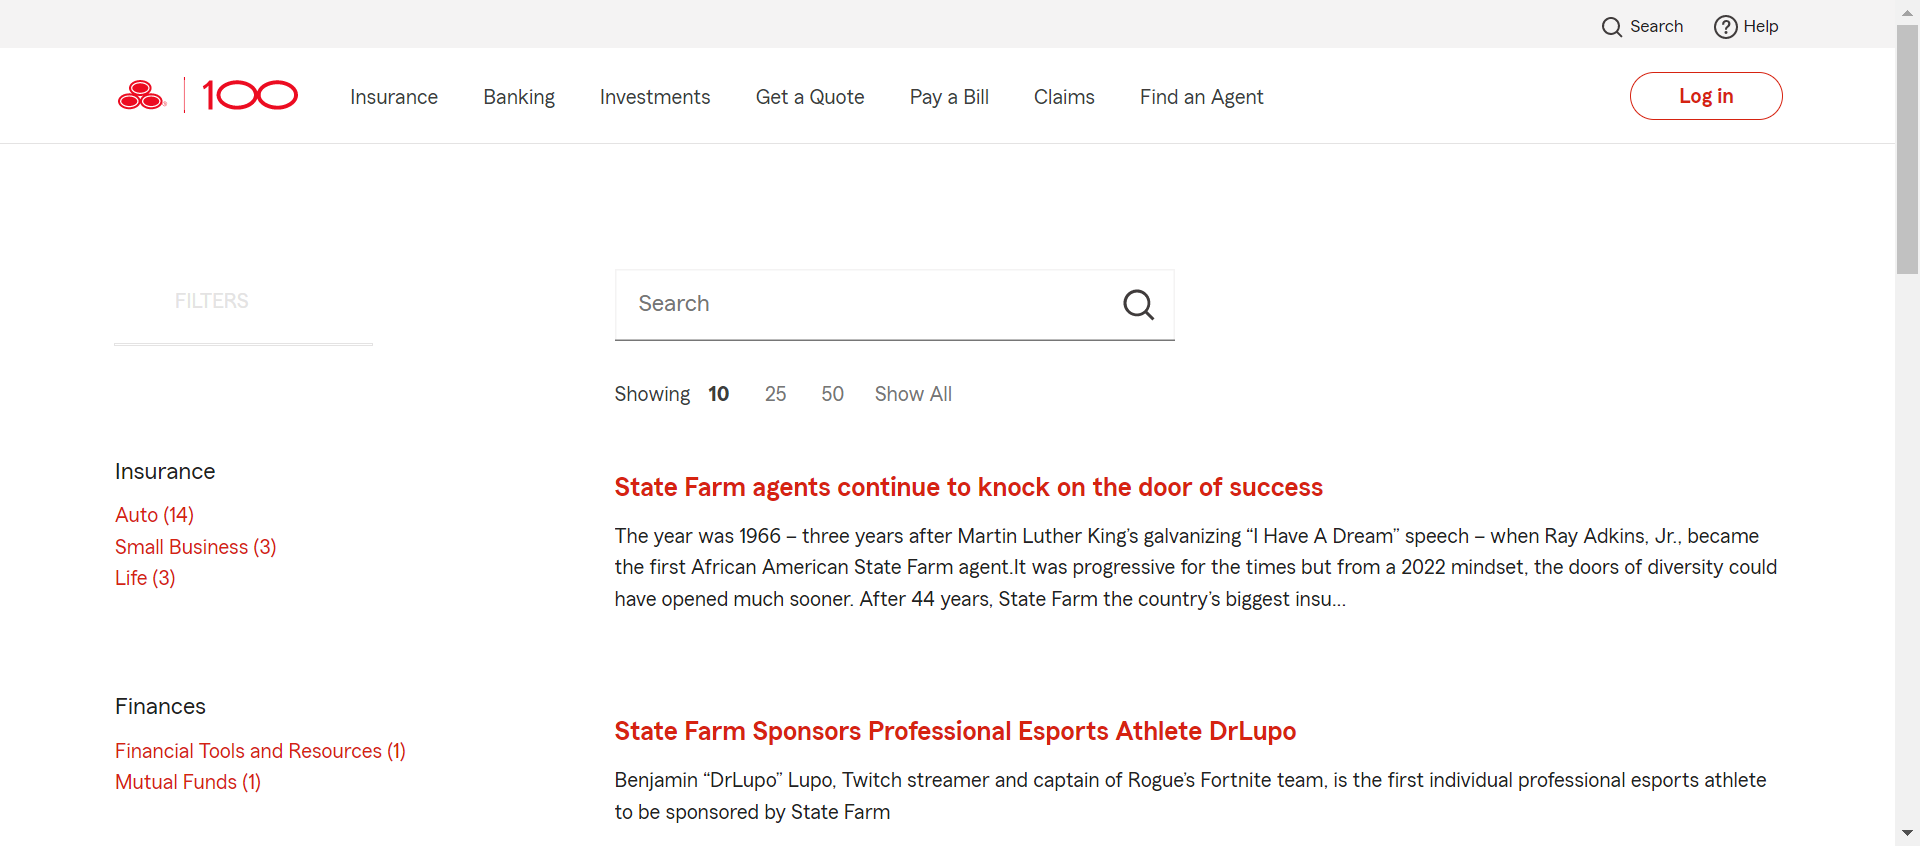 Search Help
100 Insurance Banking Investments Get a Quote Pay a Bill Claims Find an Agent Log in
FILTERS
Search
Showing 10 25 50 Show All
Insurance
Auto (14)
Small Business (3)
Life (3)
Finances
Financial Tools and Resources (1)
Mutual Funds (1)
State Farm agents continue to knock on the door of success
The year was 1966 – three years after Martin Luther King’s galvanizing “I Have A Dream” speech – when Ray Adkins, Jr., became
the first African American State Farm agent.It was progressive for the times but from a 2022 mindset, the doors of diversity could
have opened much sooner. After 44 years, State Farm the country’s biggest insu...
State Farm Sponsors Professional Esports Athlete DrLupo
Benjamin “DrLupo” Lupo, Twitch streamer and captain of Rogue’s Fortnite team, is the first individual professional esports athlete
to be sponsored by State Farm